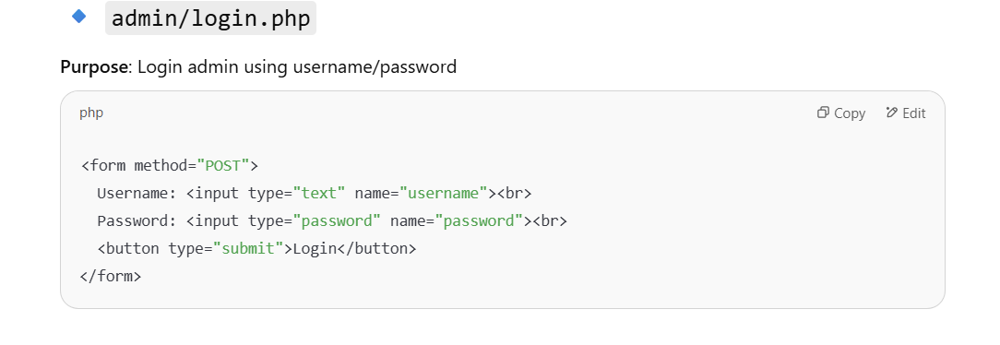 admin/login.php
Purpose: Login admin using username/password
php
Copy
Edit
<form method="POST">
  Username: <input type="text" name="username"><br>
  Password: <input type="password" name="password"><br>
  <button type="submit">Login</button>
</form>